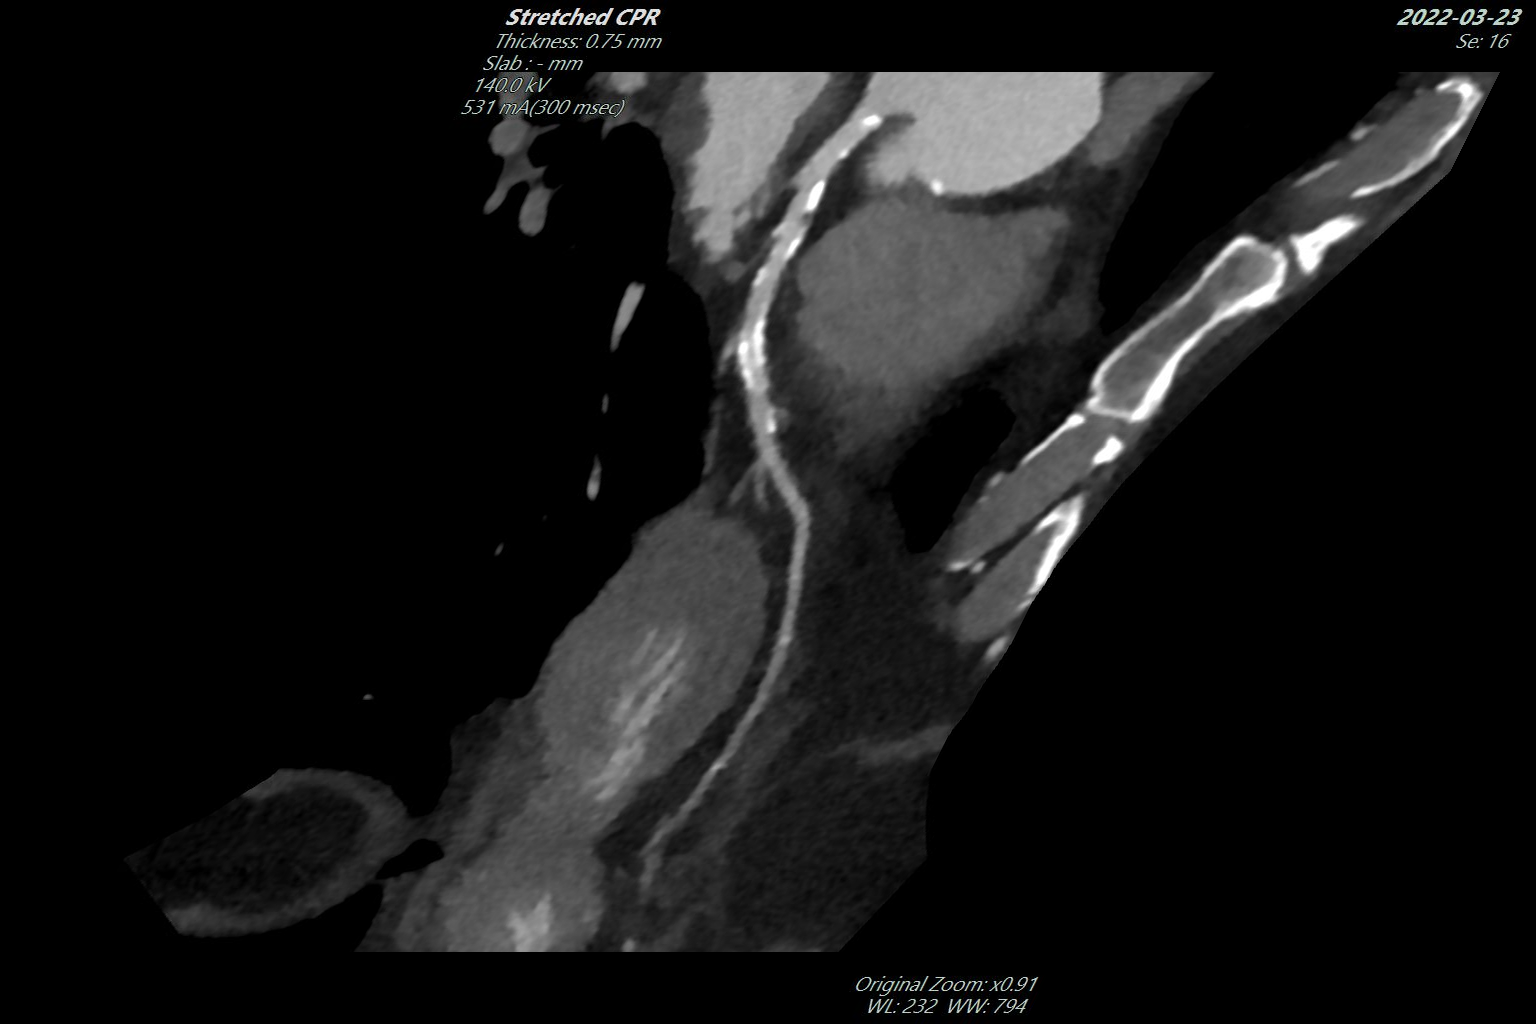 Stretched CPR
Thickness: 0.75 mm
Slab : - mm
140.0 kV
531 mA(300 msec)
2022-03-23
Se: 16
Original Zoom: x0.91
WL: 232 WW: 794